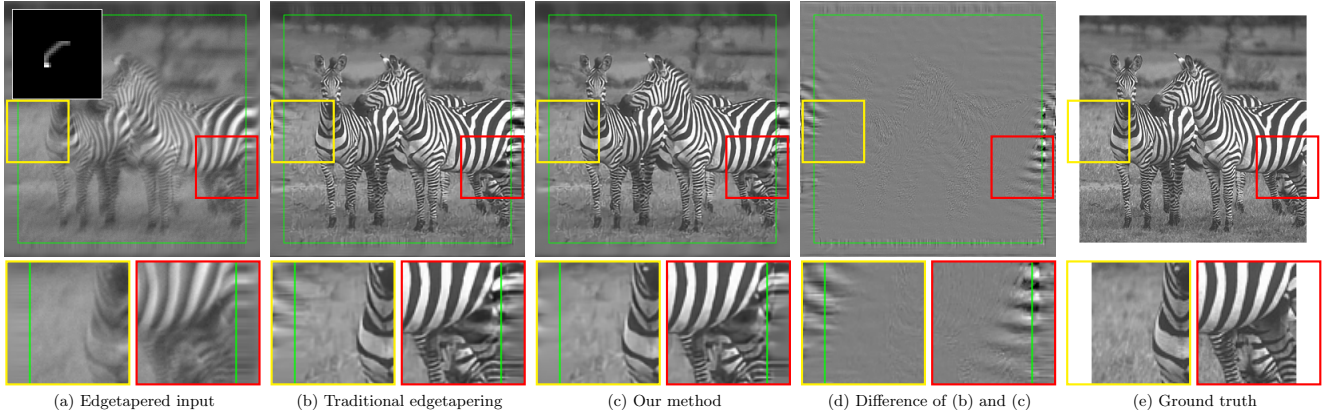 (a) Edgetapered input
(b) Traditional edgetapering
(c) Our method
(d) Difference of (b) and (c)
(e) Ground truth